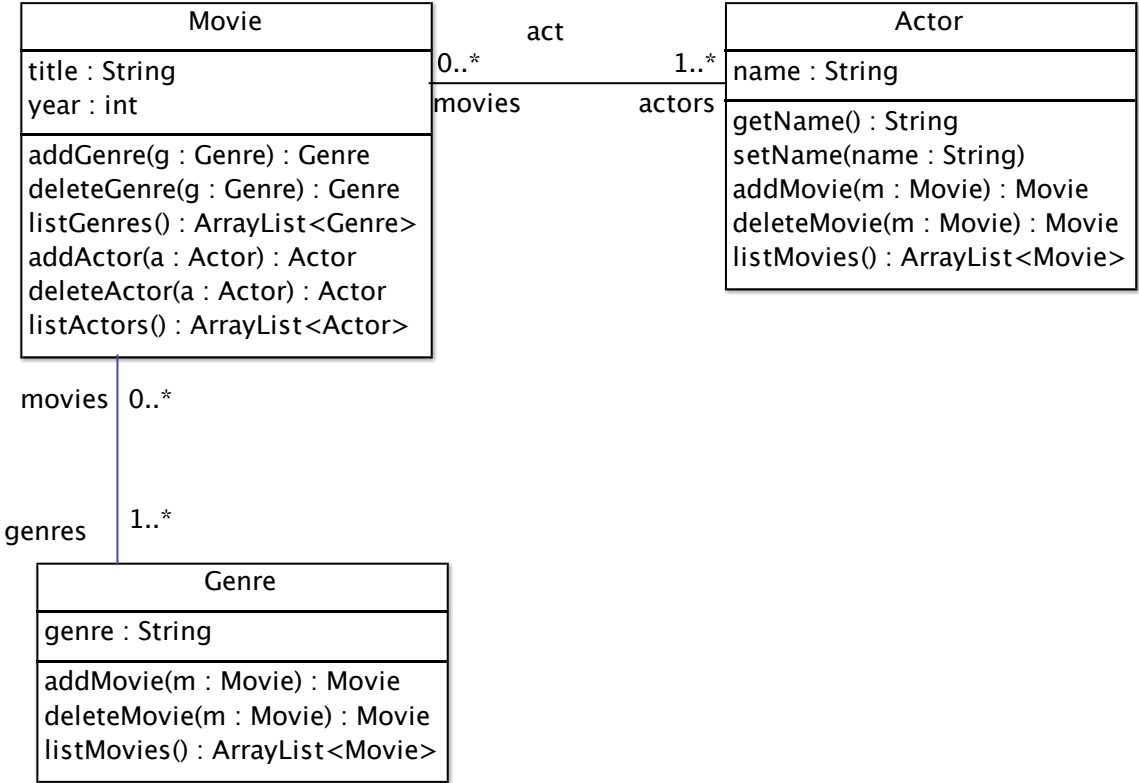 Movie
title : String
year : int
addGenre(g : Genre) : Genre
deleteGenre(g : Genre) : Genre
listGenres() : ArrayList<Genre>
addActor(a : Actor) : Actor
deleteActor(a : Actor) : Actor
listActors() : ArrayList<Actor>
act
0..*
1..*
movies
actors
Actor
name : String
getName() : String
setName(name : String)
addMovie(m : Movie) : Movie
deleteMovie(m : Movie) : Movie
listMovies() : ArrayList<Movie>
movies
0..*
1..*
genres
Genre
genre : String
addMovie(m : Movie) : Movie
deleteMovie(m : Movie) : Movie
listMovies() : ArrayList<Movie>